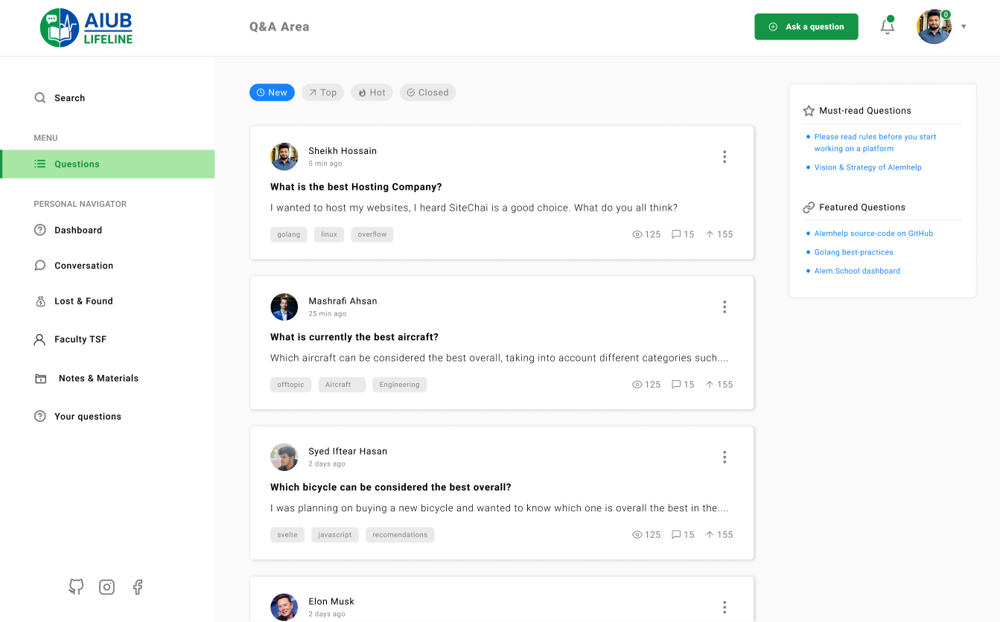 AIUB
LIFELINE
Q&A Area
Ask a question
0
Search
MENU
Questions
PERSONAL NAVIGATOR
Dashboard
Conversation
Lost & Found
Faculty TSF
Notes & Materials
Your questions
New
Top
Hot
Closed
Sheikh Hossain
5 min ago
What is the best Hosting Company?
I wanted to host my websites, I heard SiteChai is a good choice. What do you all think?
golang linux overflow
125 15 155
Mashrafi Ahsan
25 min ago
What is currently the best aircraft?
Which aircraft can be considered the best overall, taking into account different categories such....
offtopic Aircraft Engineering
125 15 155
Syed Iftear Hasan
2 days ago
Which bicycle can be considered the best overall?
I was planning on buying a new bicycle and wanted to know which one is overall the best in the....
svelte javascript recomendations
125 15 155
Elon Musk
2 days ago
Must-read Questions
Please read rules before you start
working on a platform
Vision & Strategy of Alemhelp
Featured Questions
Alemhelp source-code on GitHub
Golang best-practices
Alem.School dashboard